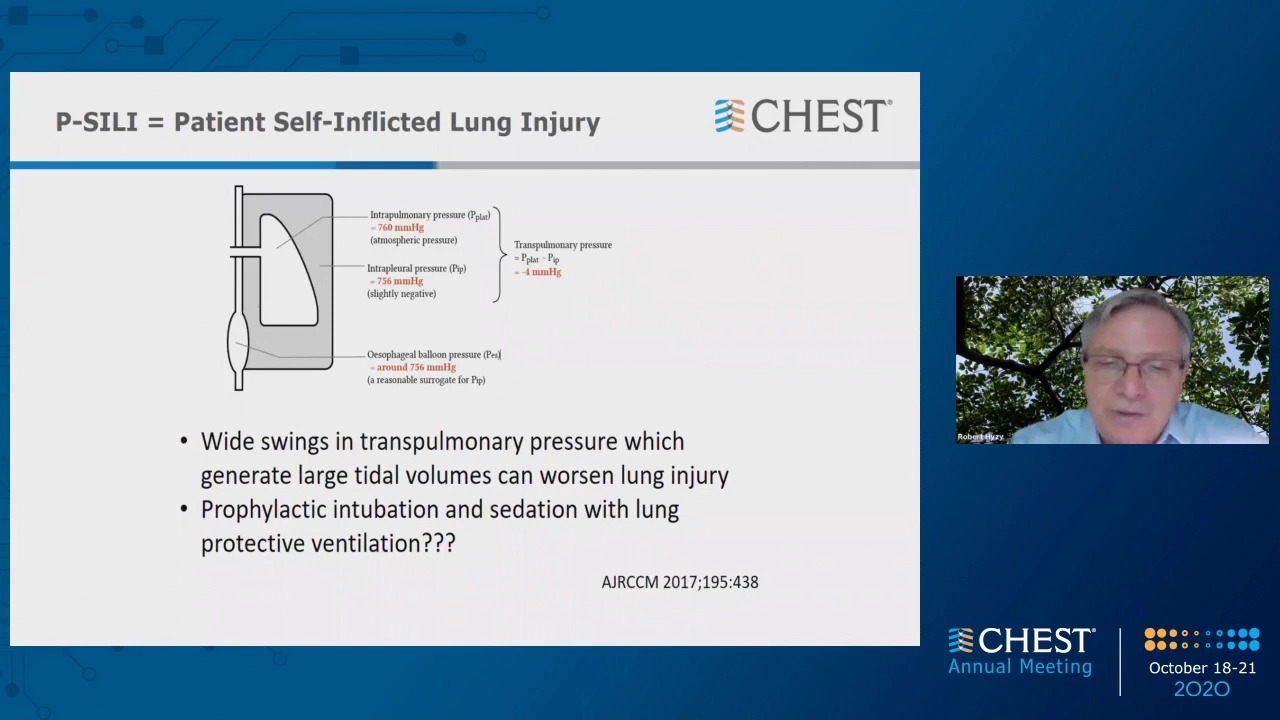 P-SILI = Patient Self-Inflicted Lung Injury
CHEST®
Intrapulmonary pressure (Pplat)
= 760 mmHg
(atmospheric pressure)
Intrapleural pressure (Pip)
= 756 mmHg
(slightly negative)
Transpulmonary pressure
= Pplat - Pip
= -4 mmHg
Oesophageal balloon pressure (Pes)
= around 756 mmHg
(a reasonable surrogate for Pip)
• Wide swings in transpulmonary pressure which
generate large tidal volumes can worsen lung injury
• Prophylactic intubation and sedation with lung
protective ventilation???
AJRCCM 2017;195:438
Robert Hyzy
CHEST®
Annual Meeting
October 18-21
2020